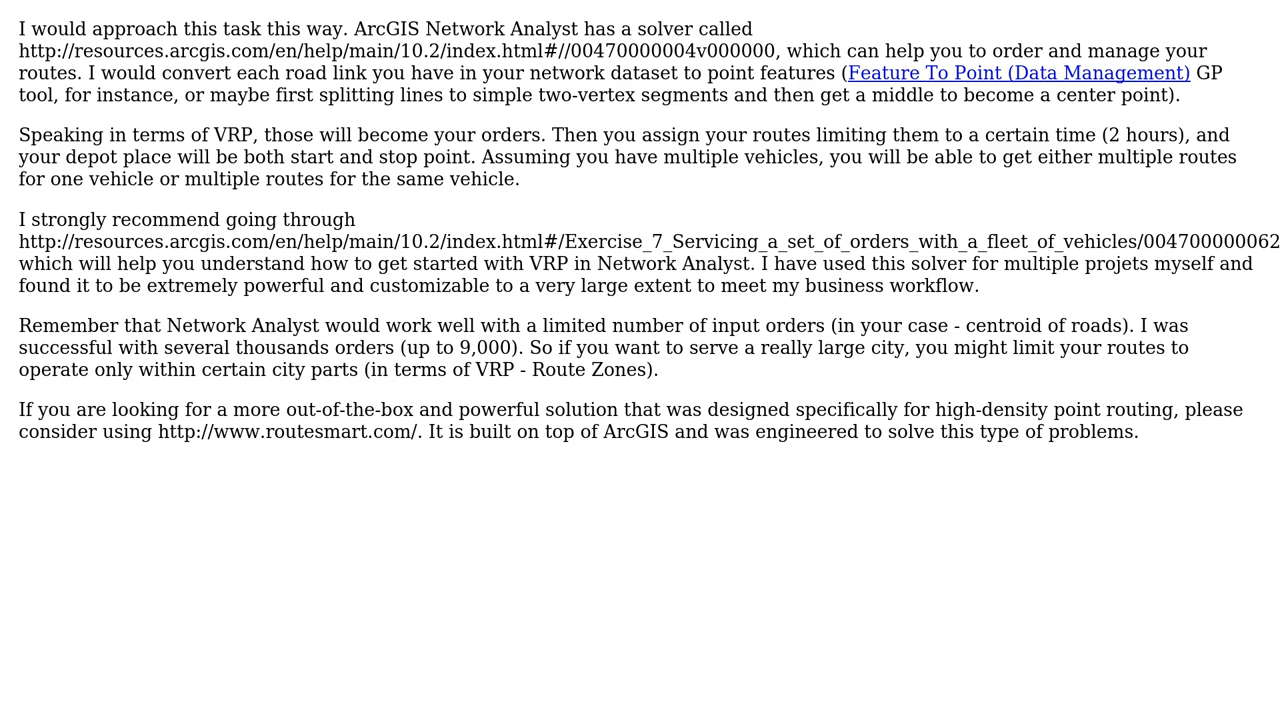 I would approach this task this way. ArcGIS Network Analyst has a solver called
http://resources.arcgis.com/en/help/main/10.2/index.html#//00470000004v000000, which can help you to order and manage your
routes. I would convert each road link you have in your network dataset to point features (Feature To Point (Data Management) GP
tool, for instance, or maybe first splitting lines to simple two-vertex segments and then get a middle to become a center point).
Speaking in terms of VRP, those will become your orders. Then you assign your routes limiting them to a certain time (2 hours), and
your depot place will be both start and stop point. Assuming you have multiple vehicles, you will be able to get either multiple routes
for one vehicle or multiple routes for the same vehicle.
I strongly recommend going through
http://resources.arcgis.com/en/help/main/10.2/index.html#/Exercise_7_Servicing_a_set_of_orders_with_a_fleet_of_vehicles/004700000062
which will help you understand how to get started with VRP in Network Analyst. I have used this solver for multiple projets myself and
found it to be extremely powerful and customizable to a very large extent to meet my business workflow.
Remember that Network Analyst would work well with a limited number of input orders (in your case - centroid of roads). I was
successful with several thousands orders (up to 9,000). So if you want to serve a really large city, you might limit your routes to
operate only within certain city parts (in terms of VRP - Route Zones).
If you are looking for a more out-of-the-box and powerful solution that was designed specifically for high-density point routing, please
consider using http://www.routesmart.com/. It is built on top of ArcGIS and was engineered to solve this type of problems.